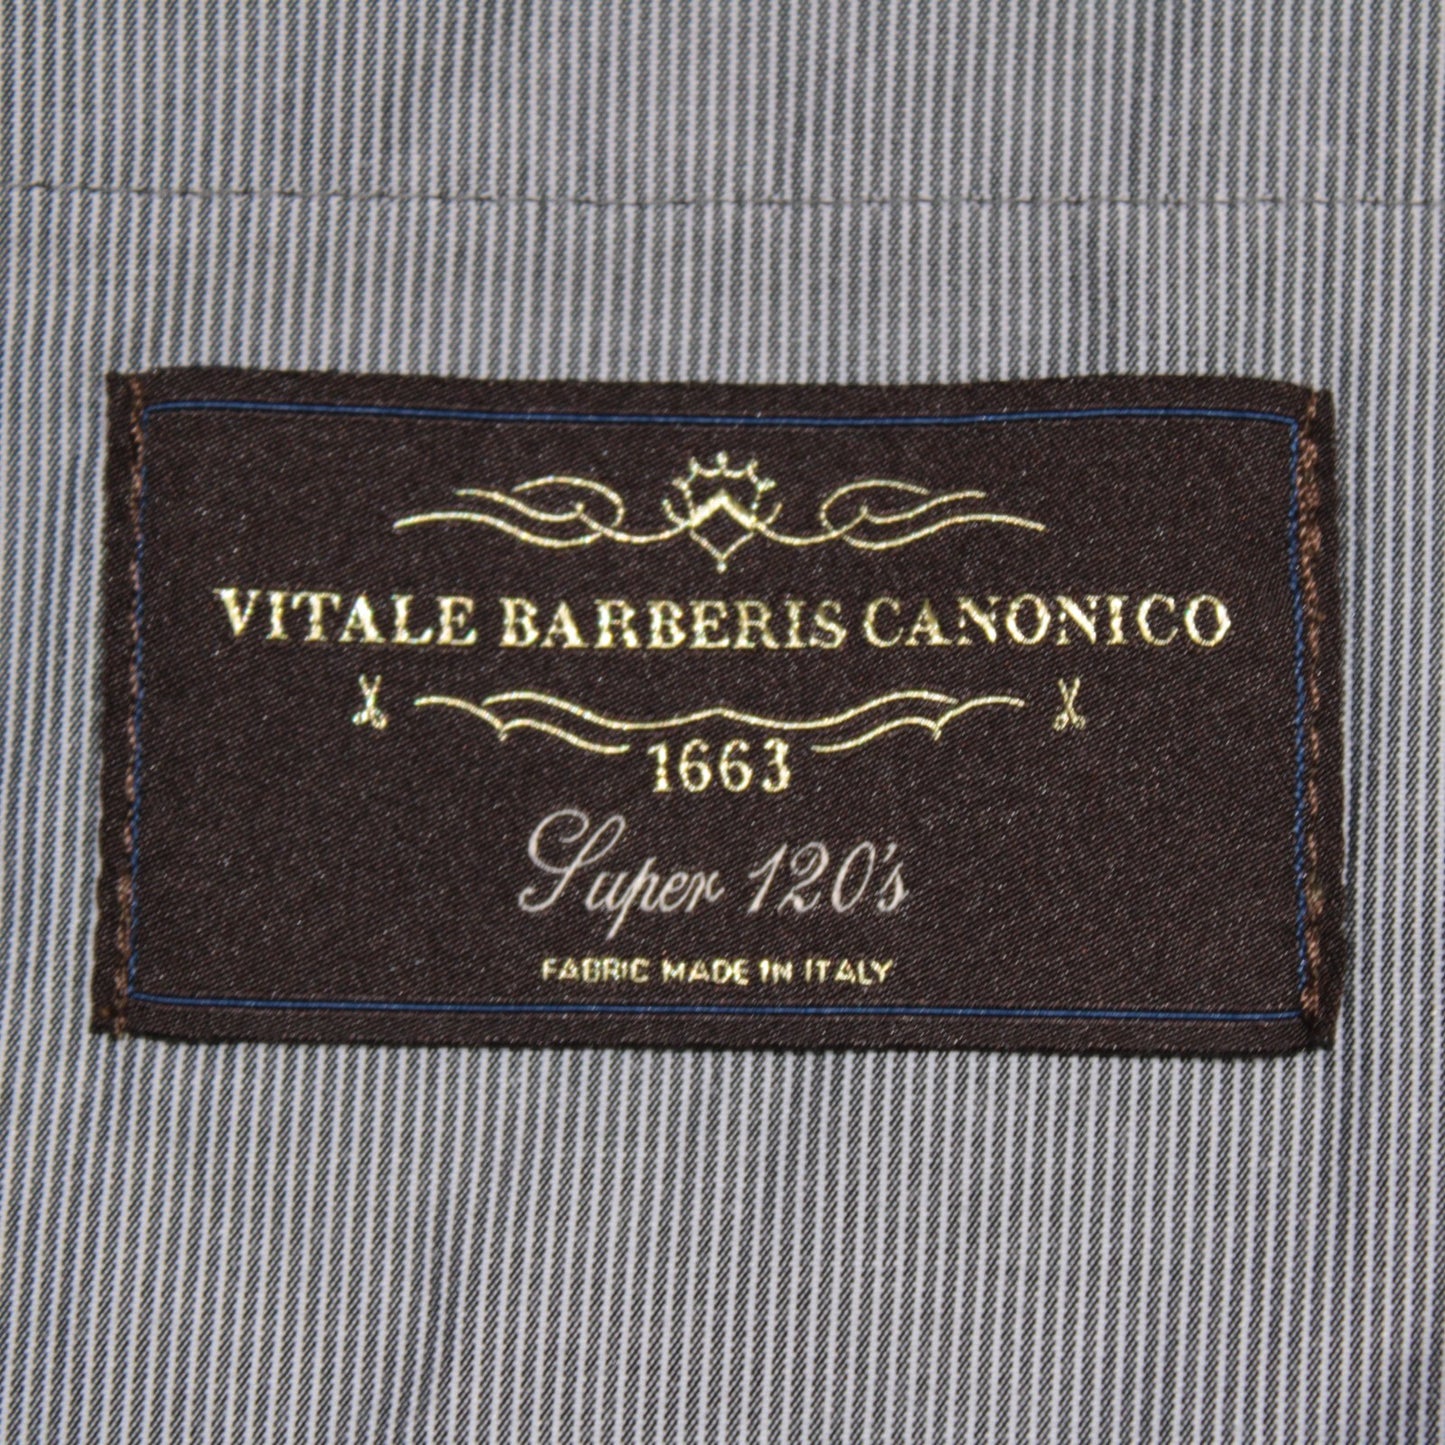 VITALE BARBERIS CANONICO
1663
Super 120's
FABRIC MADE IN ITALY